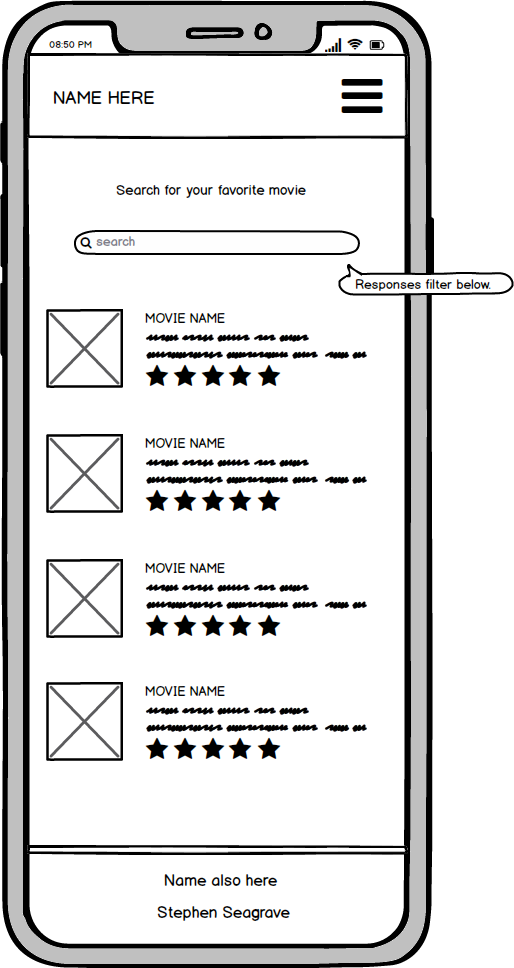 08:50 PM
NAME HERE
Search for your favorite movie
search
Responses filter below.
MOVIE NAME
MOVIE NAME
MOVIE NAME
MOVIE NAME
Name also here
Stephen Seagrave